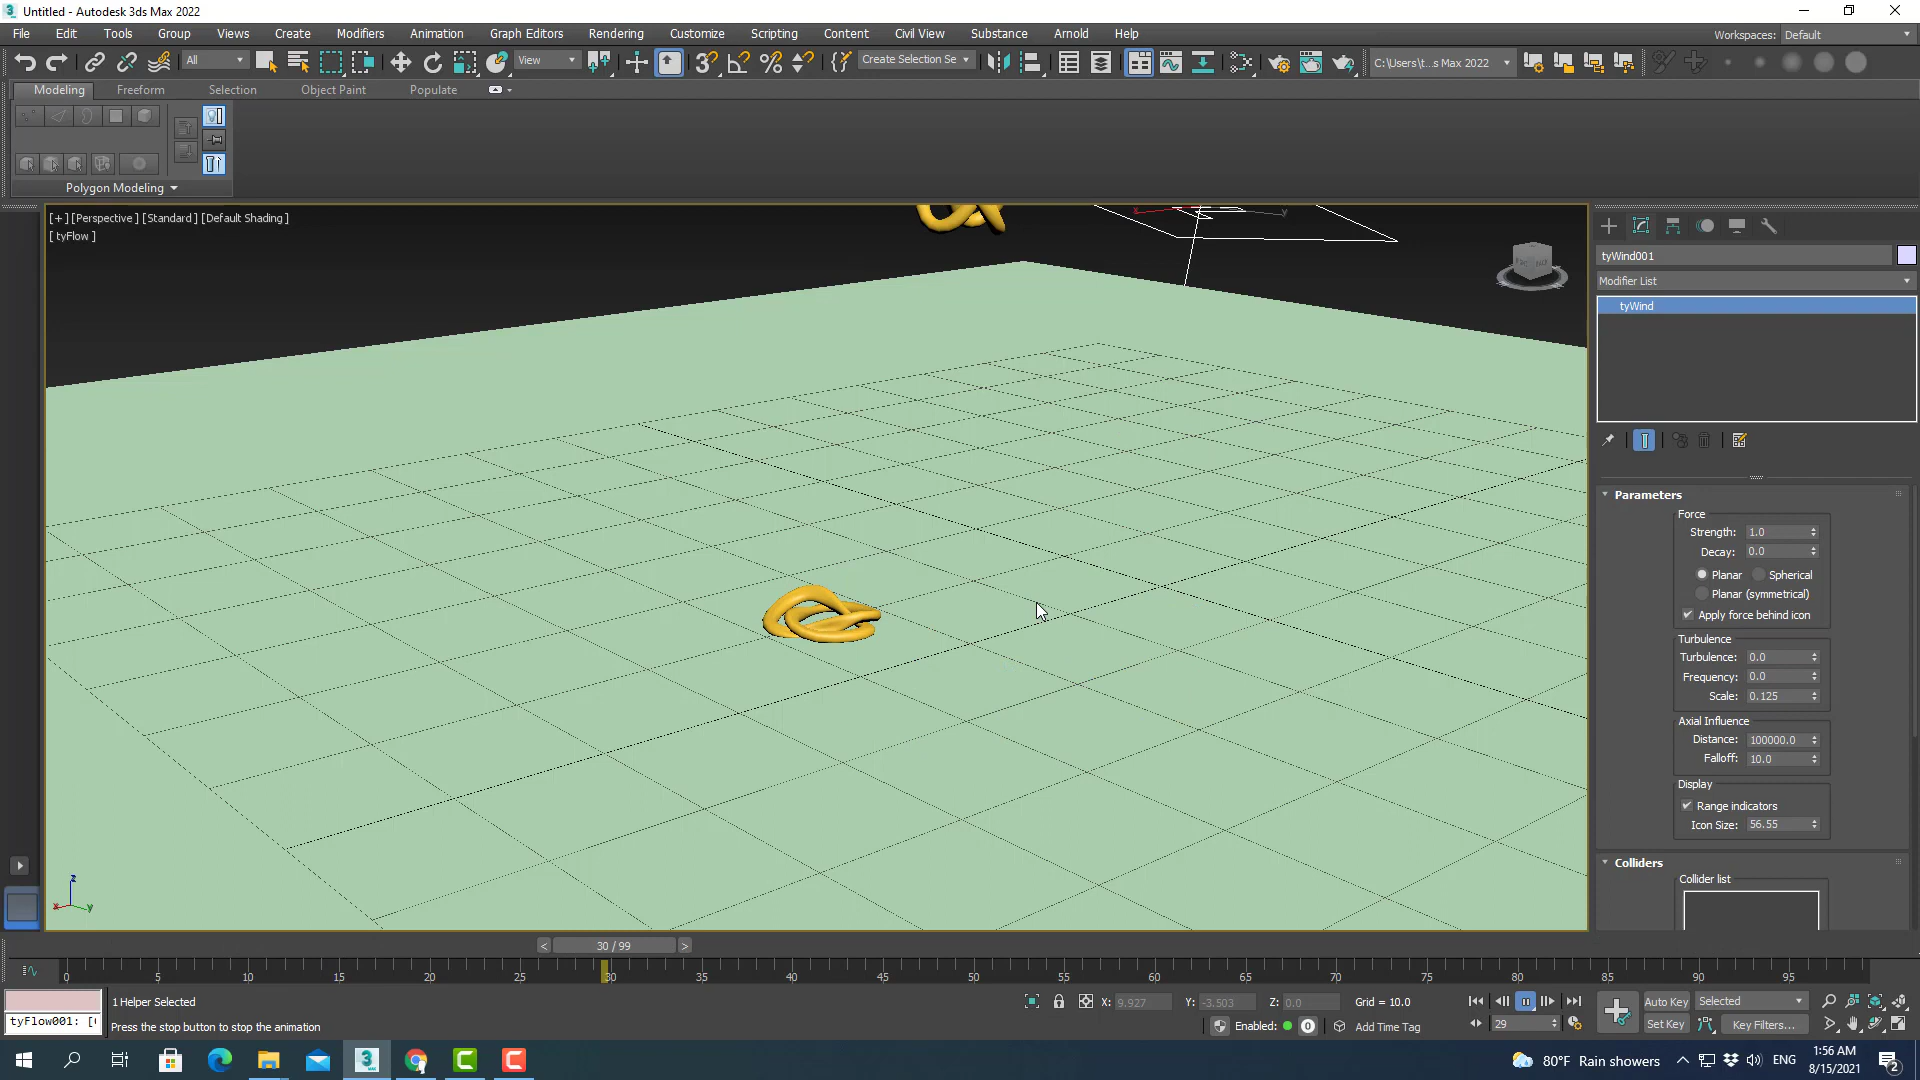 Untitled - Autodesk 3ds Max 2022
File Edit Tools Group Views Create Modifiers Animation Graph Editors Rendering Customize Scripting Content Civil View Substance Arnold Help
Workspaces: Default
All View Create Selection Se C:\Users\t...s Max 2022
Modeling Freeform Selection Object Paint Populate
Polygon Modeling
[+] [Perspective] [Standard] [Default Shading]
[ tyFlow ]
tyWind001
Modifier List
tyWind
Parameters
Force
Strength: 1.0
Decay: 0.0
Planar Spherical
Planar (symmetrical)
Apply force behind icon
Turbulence
Turbulence: 0.0
Frequency: 0.0
Scale: 0.125
Axial Influence
Distance: 100000.0
Falloff: 10.0
Display
Range indicators
Icon Size: 56.55
Colliders
Collider list
x y
z
x y
< 30 / 99 >
0 5 10 15 20 25 30 35 40 45 50 55 60 65 70 75 80 85 90 95
1 Helper Selected
X: 9.927 Y: -3.503 Z: 0.0 Grid = 10.0
Auto Key Selected
tyFlow001: [
Press the stop button to stop the animation
Enabled: 0 Add Time Tag
29
Set Key Key Filters...
80°F Rain showers
ENG
1:56 AM
8/15/2021
2